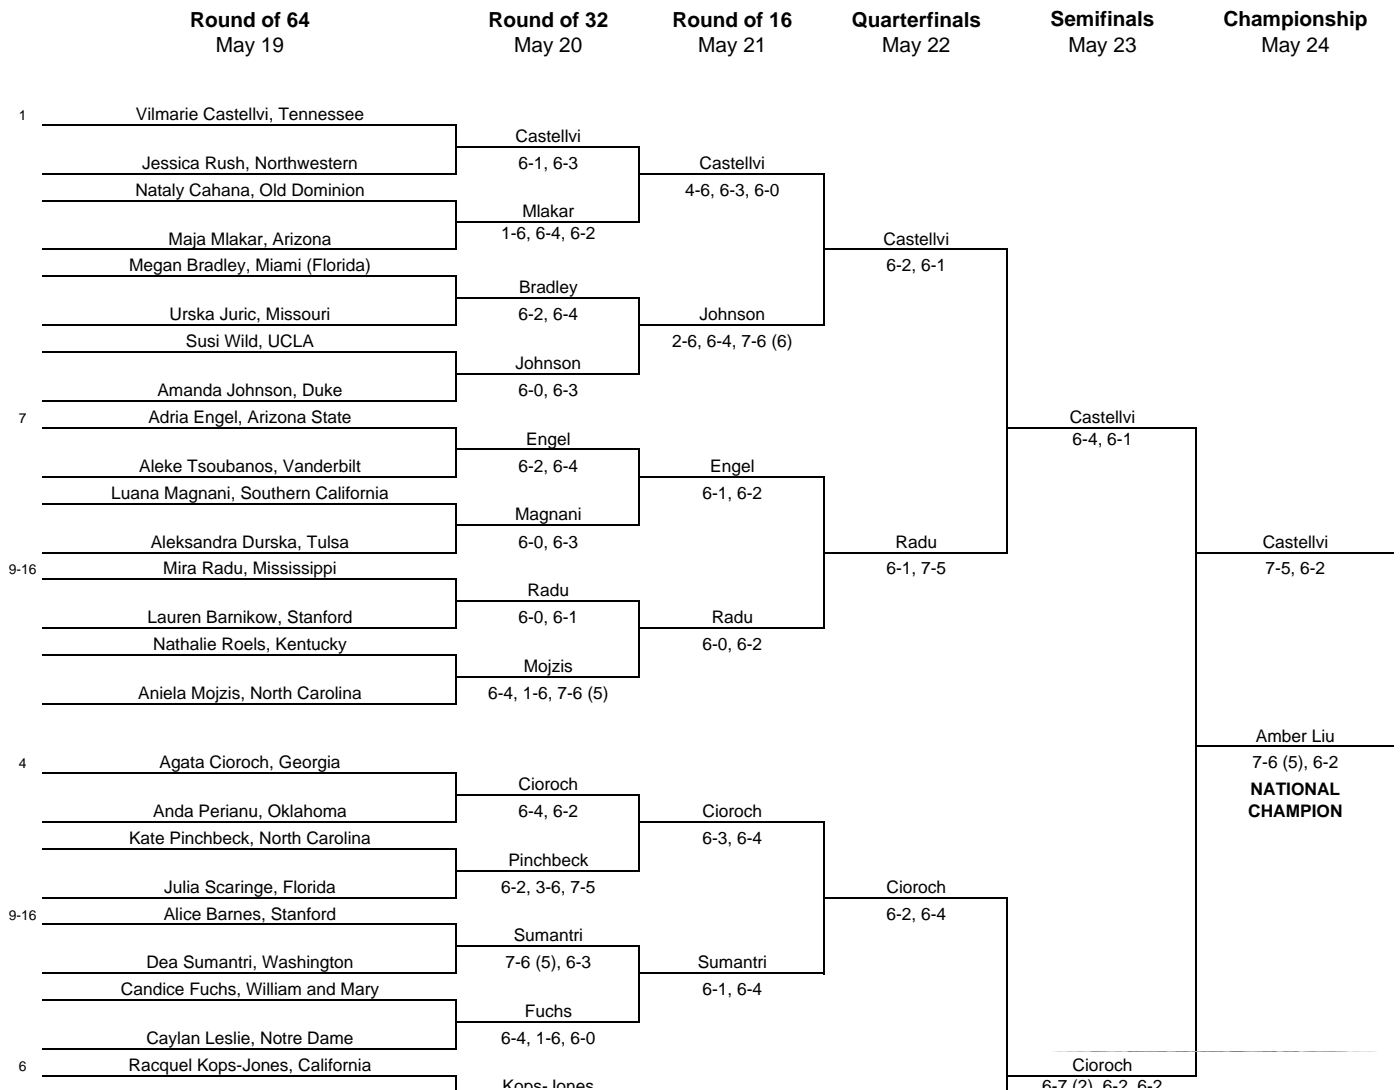 Round of 64 Round of 32 Round of 16 Quarterfinals Semifinals Championship
May 19 May 20 May 21 May 22 May 23 May 24
1 Vilmarie Castellvi, Tennessee
Castellvi
Jessica Rush, Northwestern 6-1, 6-3 Castellvi
Nataly Cahana, Old Dominion 4-6, 6-3, 6-0
Mlakar
Maja Mlakar, Arizona 1-6, 6-4, 6-2 Castellvi
Megan Bradley, Miami (Florida) 6-2, 6-1
Bradley
Urska Juric, Missouri 6-2, 6-4 Johnson
Susi Wild, UCLA 2-6, 6-4, 7-6 (6)
Johnson
Amanda Johnson, Duke 6-0, 6-3
7 Adria Engel, Arizona State Castellvi
Engel 6-4, 6-1
Aleke Tsoubanos, Vanderbilt 6-2, 6-4 Engel
Luana Magnani, Southern California 6-1, 6-2
Magnani
Aleksandra Durska, Tulsa 6-0, 6-3 Radu Castellvi
9-16 Mira Radu, Mississippi 6-1, 7-5 7-5, 6-2
Radu
Lauren Barnikow, Stanford 6-0, 6-1 Radu
Nathalie Roels, Kentucky 6-0, 6-2
Mojzis
Aniela Mojzis, North Carolina 6-4, 1-6, 7-6 (5)
Amber Liu
4 Agata Cioroch, Georgia 7-6 (5), 6-2
Cioroch NATIONAL
Anda Perianu, Oklahoma 6-4, 6-2 Cioroch CHAMPION
Kate Pinchbeck, North Carolina 6-3, 6-4
Pinchbeck
Julia Scaringe, Florida 6-2, 3-6, 7-5 Cioroch
9-16 Alice Barnes, Stanford 6-2, 6-4
Sumantri
Dea Sumantri, Washington 7-6 (5), 6-3 Sumantri
Candice Fuchs, William and Mary 6-1, 6-4
Fuchs
Caylan Leslie, Notre Dame 6-4, 1-6, 6-0
6 Racquel Kops-Jones, California Cioroch
Kops-Jones 6-7 (2), 6-2, 6-2